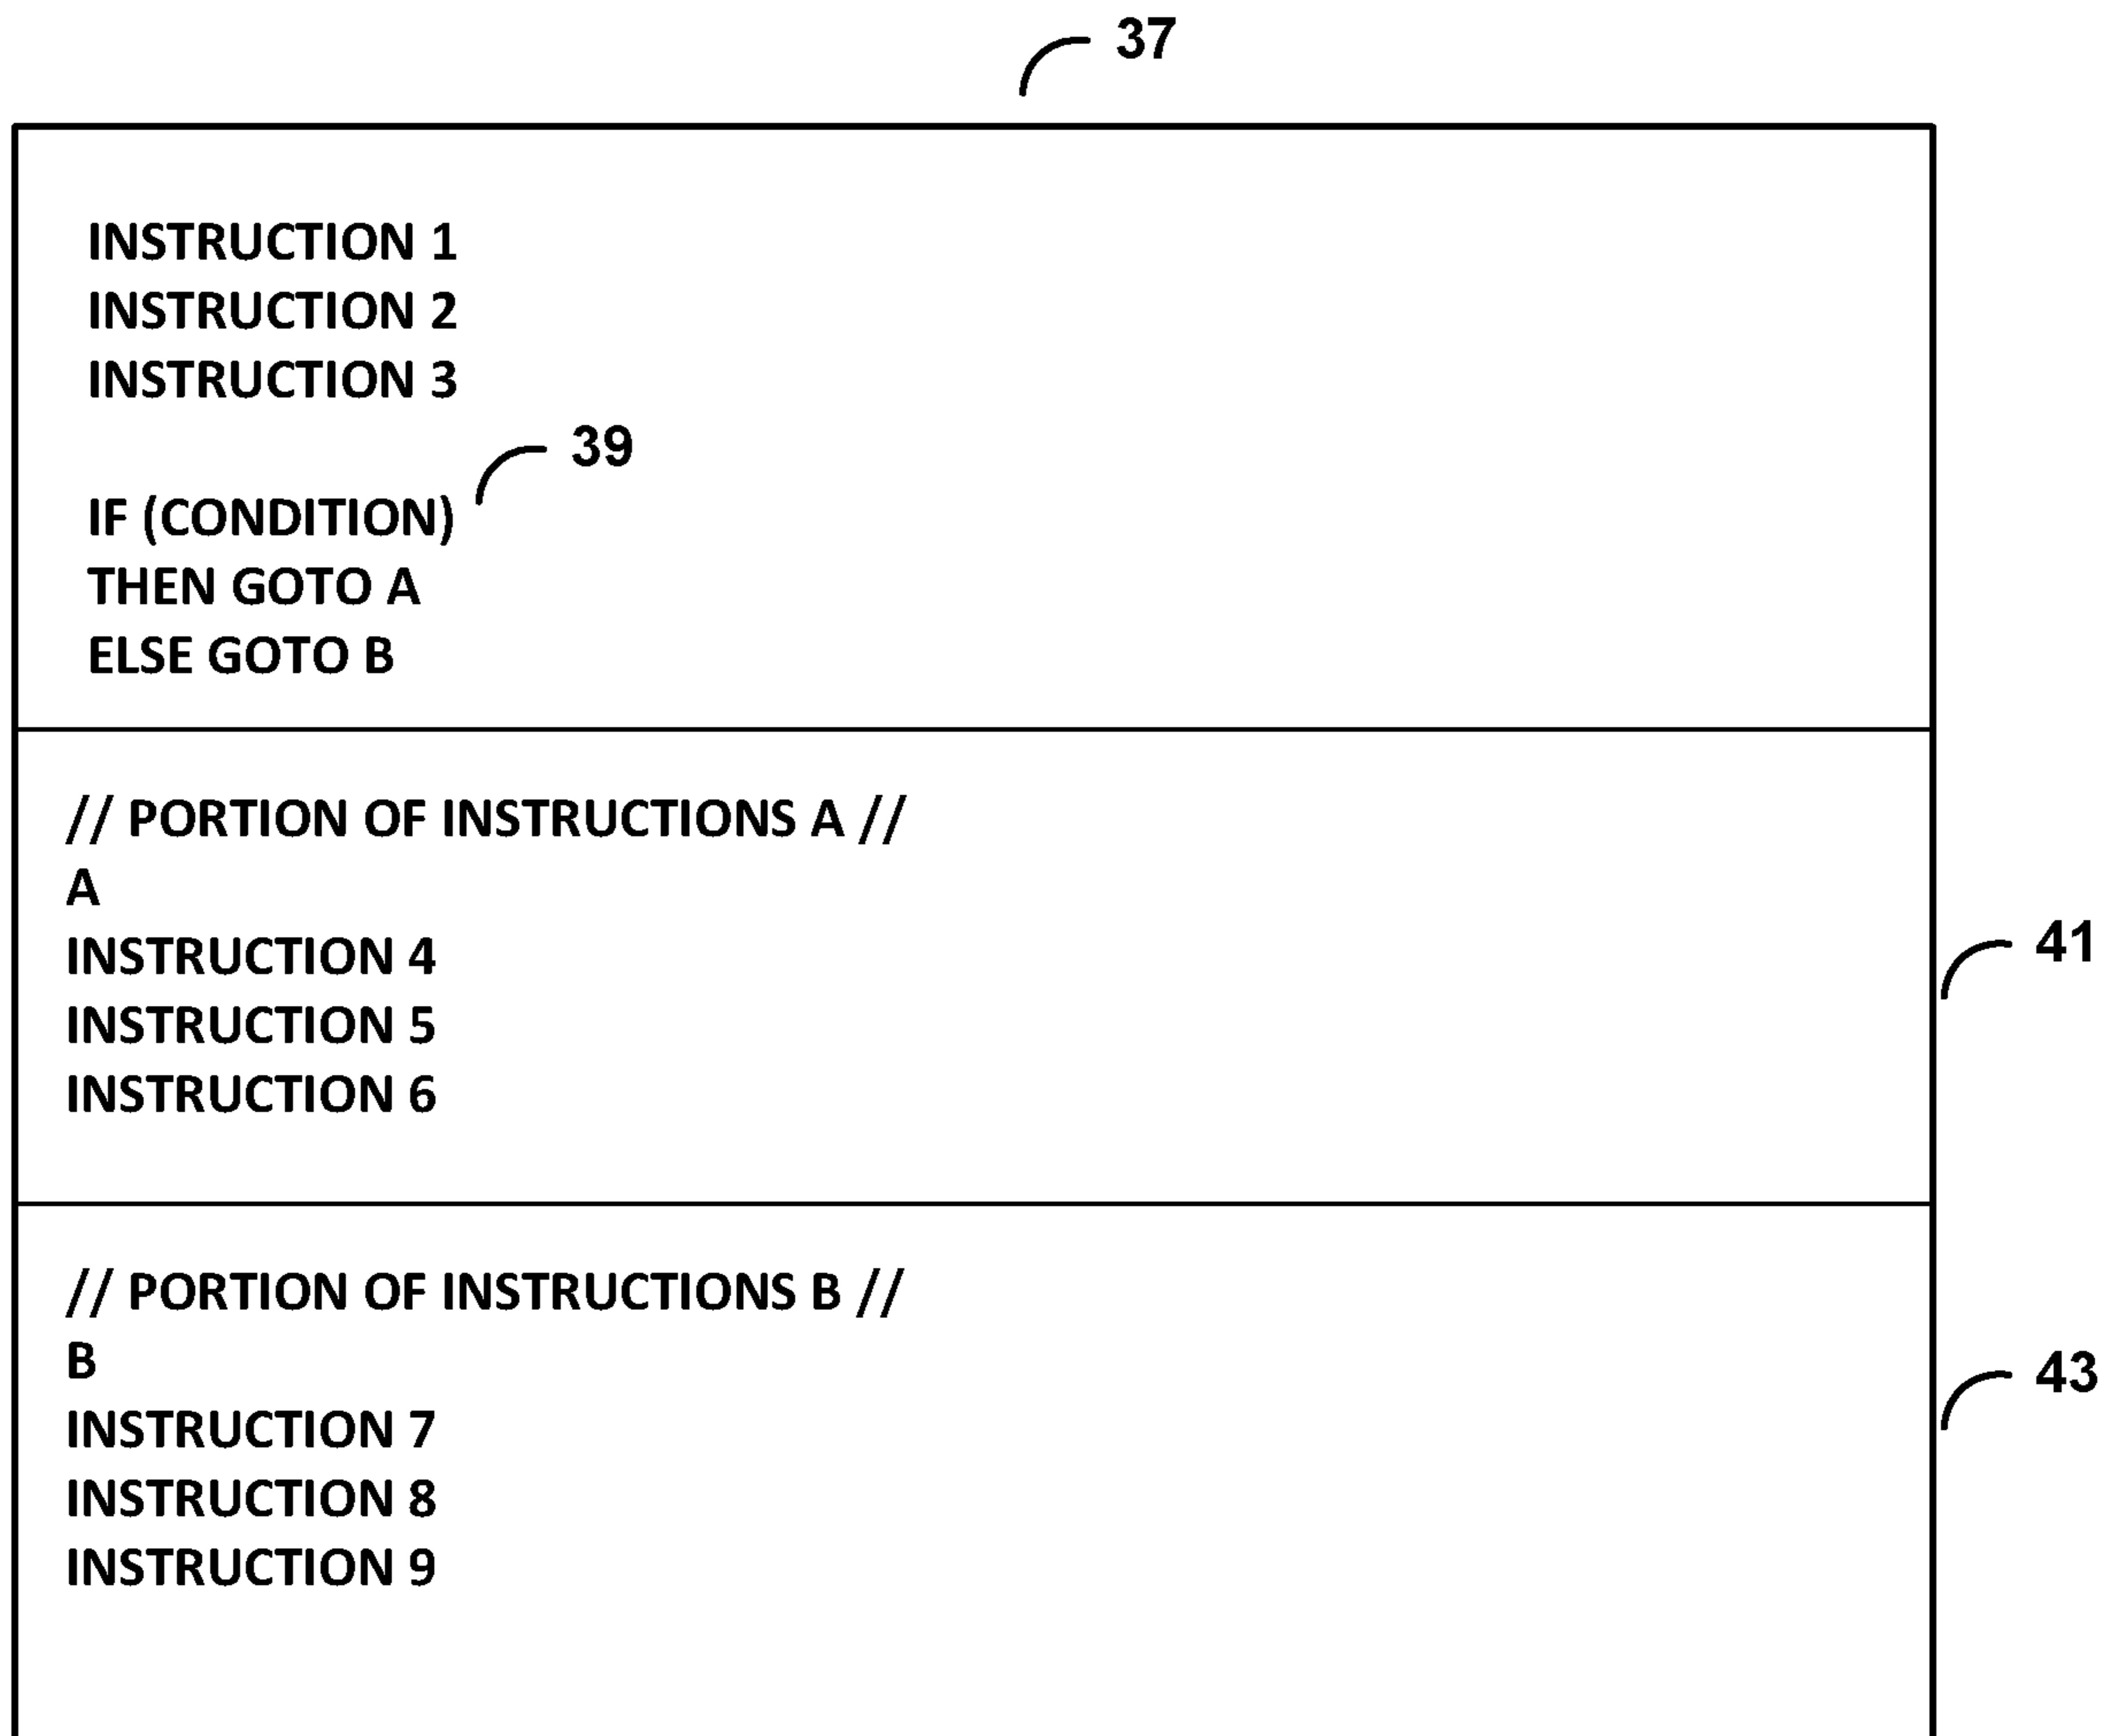 37
INSTRUCTION 1
INSTRUCTION 2
INSTRUCTION 3
39
IF (CONDITION)
THEN GOTO A
ELSE GOTO B
// PORTION OF INSTRUCTIONS A //
A
41
INSTRUCTION 4
INSTRUCTION 5
INSTRUCTION 6
// PORTION OF INSTRUCTIONS B //
B
43
INSTRUCTION 7
INSTRUCTION 8
INSTRUCTION 9